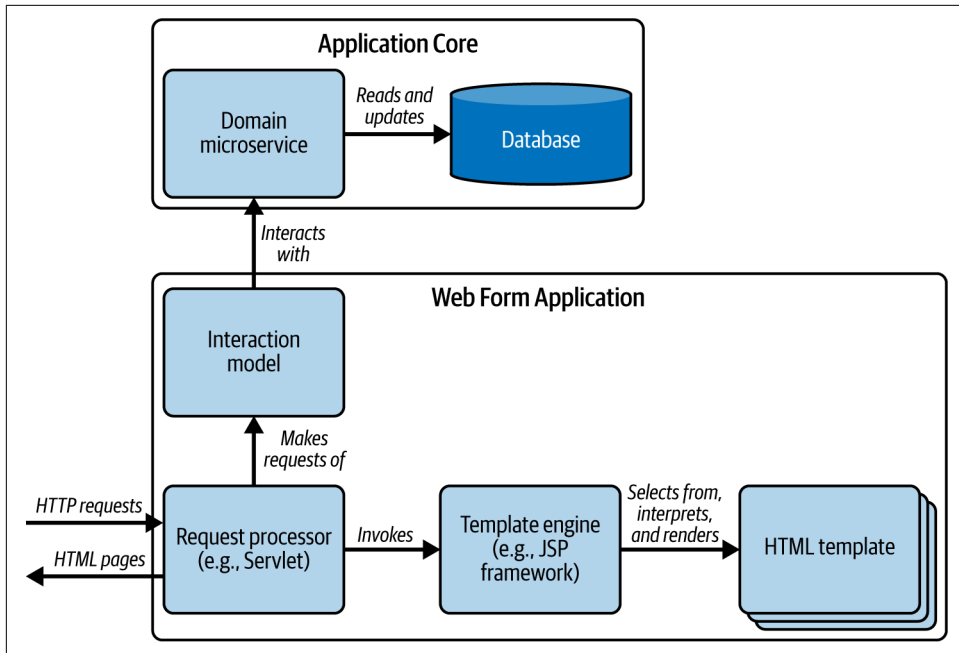 Application Core
Domain
microservice
Reads and
updates
Database
Interacts
with
Web Form Application
Interaction
model
Makes
requests of
HTTP requests
HTML pages
Request processor
(e.g., Servlet)
Invokes
Template engine
(e.g., JSP
framework)
Selects from,
interprets,
and renders
HTML template